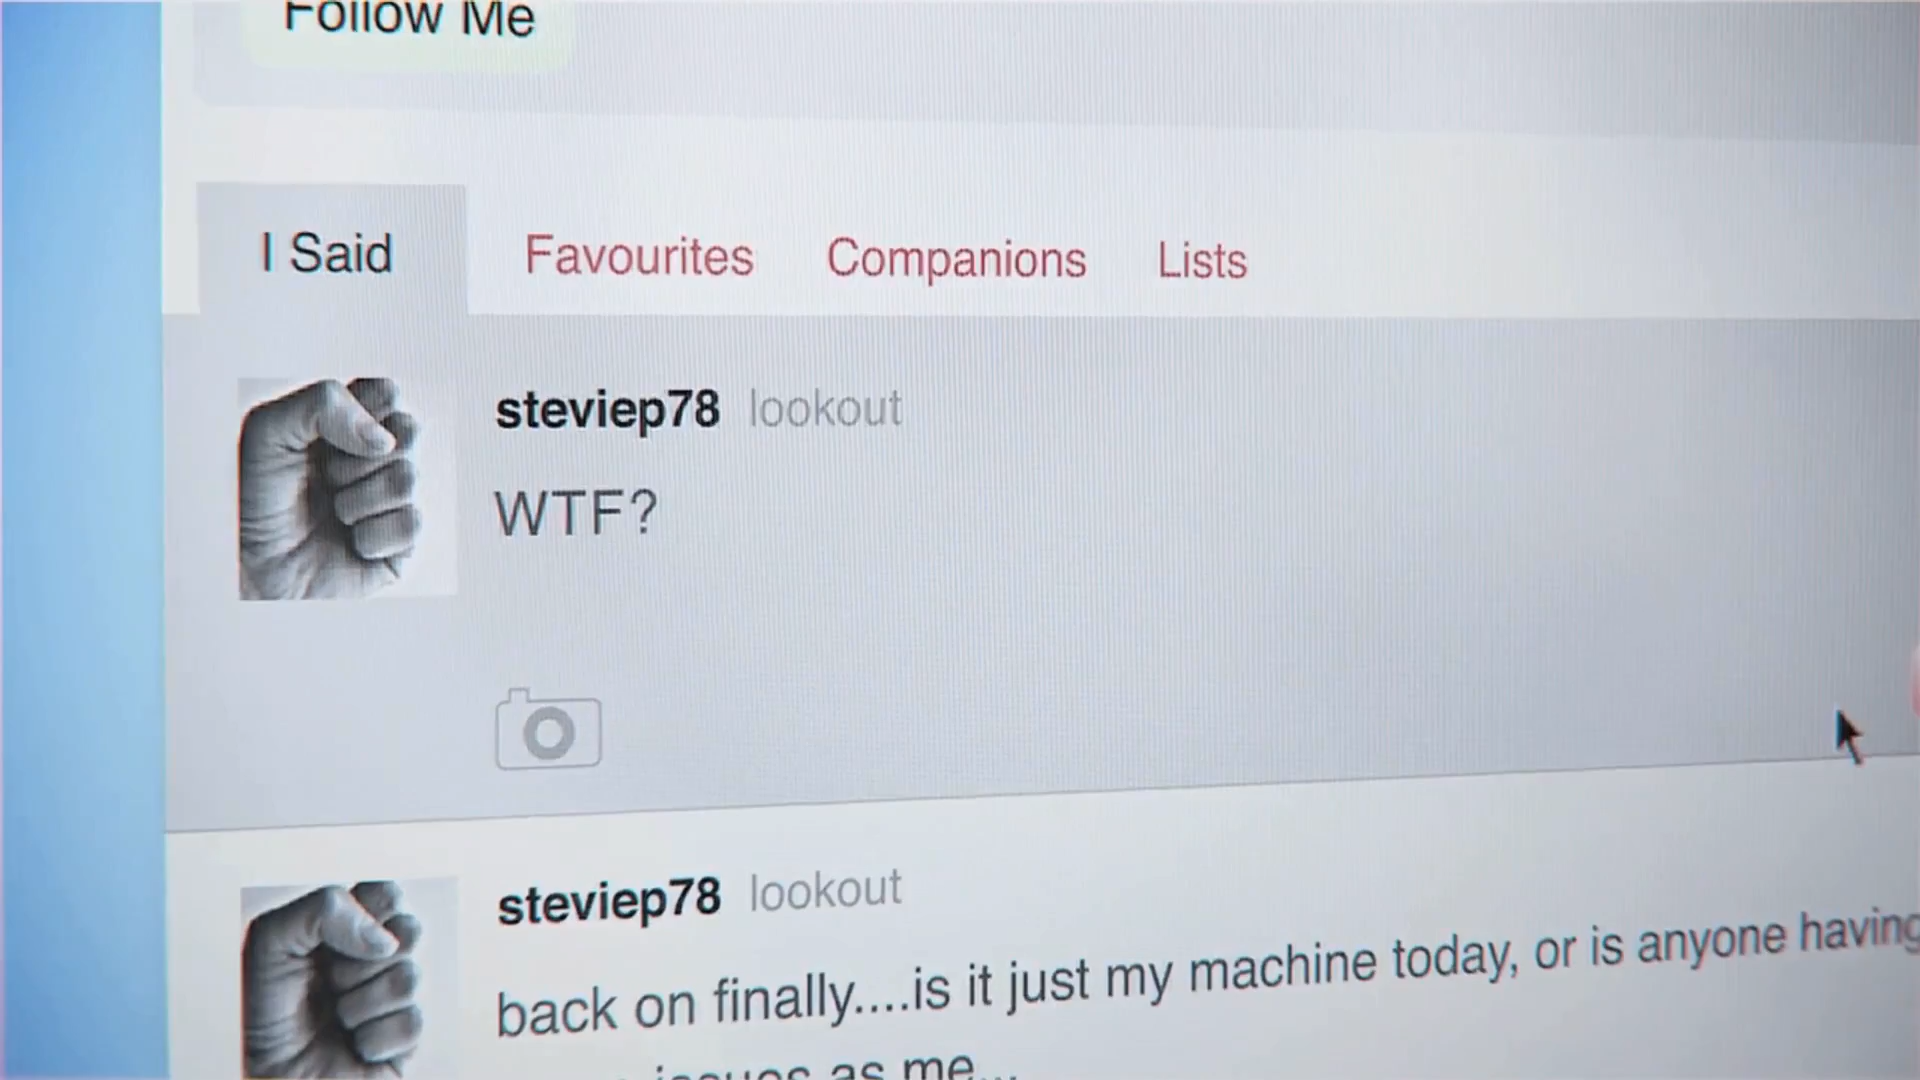 Follow Me
I Said Favourites Companions Lists
steviep78 lookout
WTF?
steviep78 lookout
back on finally....is it just my machine today, or is anyone having
issues as me...